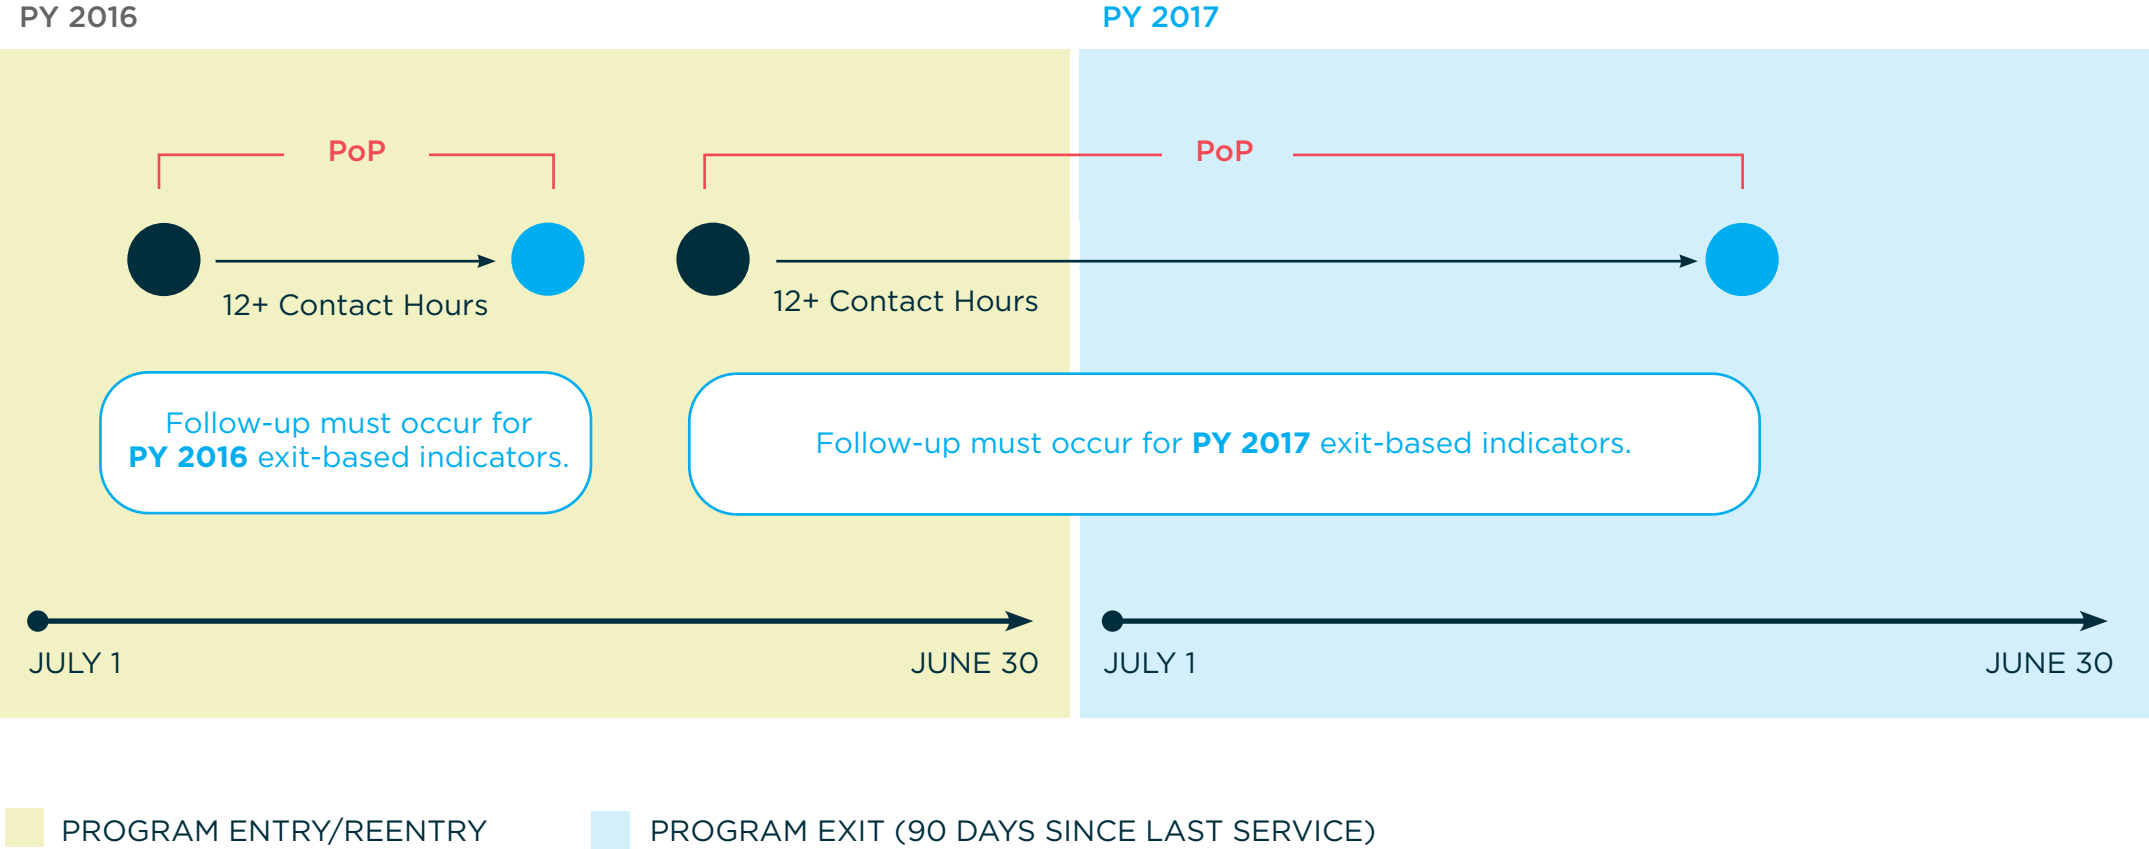 PY 2016
PY 2017
PoP
PoP
12+ Contact Hours
12+ Contact Hours
Follow-up must occur for
PY 2016 exit-based indicators.
Follow-up must occur for PY 2017 exit-based indicators.
JULY 1
JUNE 30
JULY 1
JUNE 30
PROGRAM ENTRY/REENTRY
PROGRAM EXIT (90 DAYS SINCE LAST SERVICE)